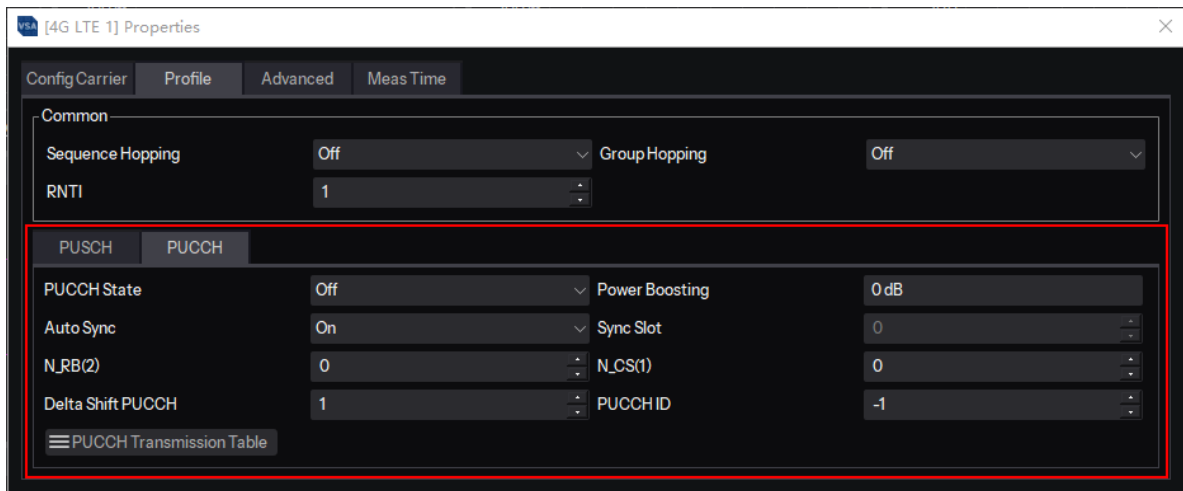 VSA [4G LTE 1] Properties
Config Carrier Profile Advanced Meas Time
Common
Sequence Hopping Off Group Hopping Off
RNTI 1
PUSCH PUCCH
PUCCH State Off Power Boosting 0 dB
Auto Sync On Sync Slot 0
N_RB(2) 0 N_CS(1) 0
Delta Shift PUCCH 1 PUCCH ID -1
PUCCH Transmission Table